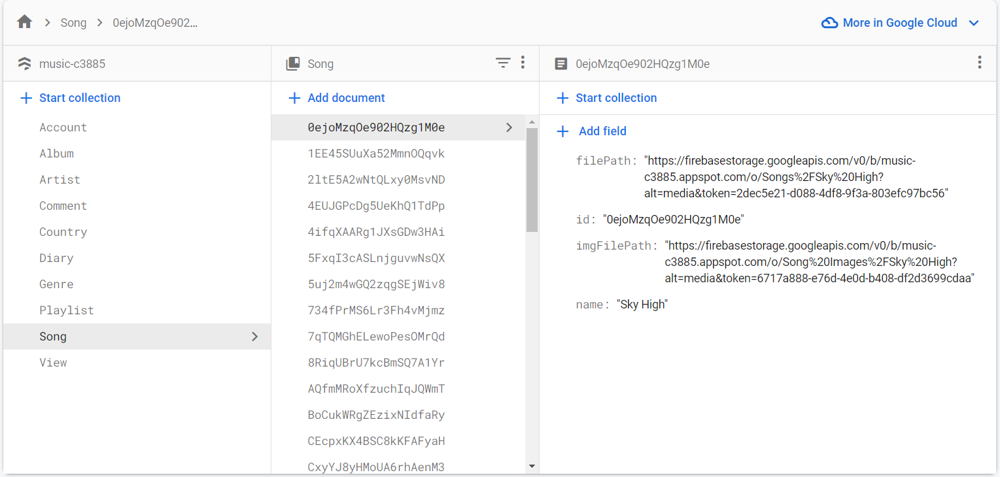 Song
0ejoMzqOe902...
More in Google Cloud
music-c3885
Song
0ejoMzqOe902HQzg1M0e
Start collection
Add document
Start collection
Account
Album
Artist
Comment
Country
Diary
Genre
Playlist
Song
View
0ejoMzqOe902HQzg1M0e
1EE45SUuXa52MmnOQqvk
2ltE5A2wNtQLxy0MsvND
4EUJGPcDg5UeKhQ1TdPp
4ifqXAARg1JXsGDw3HAi
5FxqI3cASLnjguvwNsQX
5uj2m4wGQ2zqgSEjWiv8
734fPrMS6Lr3Fh4vMjmz
7qTQMGhELewoPesOMrQd
8RiqUBrU7kcBmSQ7A1Yr
AQfmMRoXfzuchIqJQWmT
BoCukWRgZEzixNIdfaRy
CEcpxKX4BSC8kKFAFyaH
CxyYJ8yHMoUA6rhAenM3
Add field
filePath: "https://firebasestorage.googleapis.com/v0/b/music-
c3885.appspot.com/o/Songs%2FSky%20High?
alt=media&token=2dec5e21-d088-4df8-9f3a-803efc97bc56"
id: "0ejoMzqOe902HQzg1M0e"
imgFilePath: "https://firebasestorage.googleapis.com/v0/b/music-
c3885.appspot.com/o/Song%20Images%2FSky%20High?
alt=media&token=6717a888-e76d-4e0d-b408-df2d3699cdaa"
name: "Sky High"